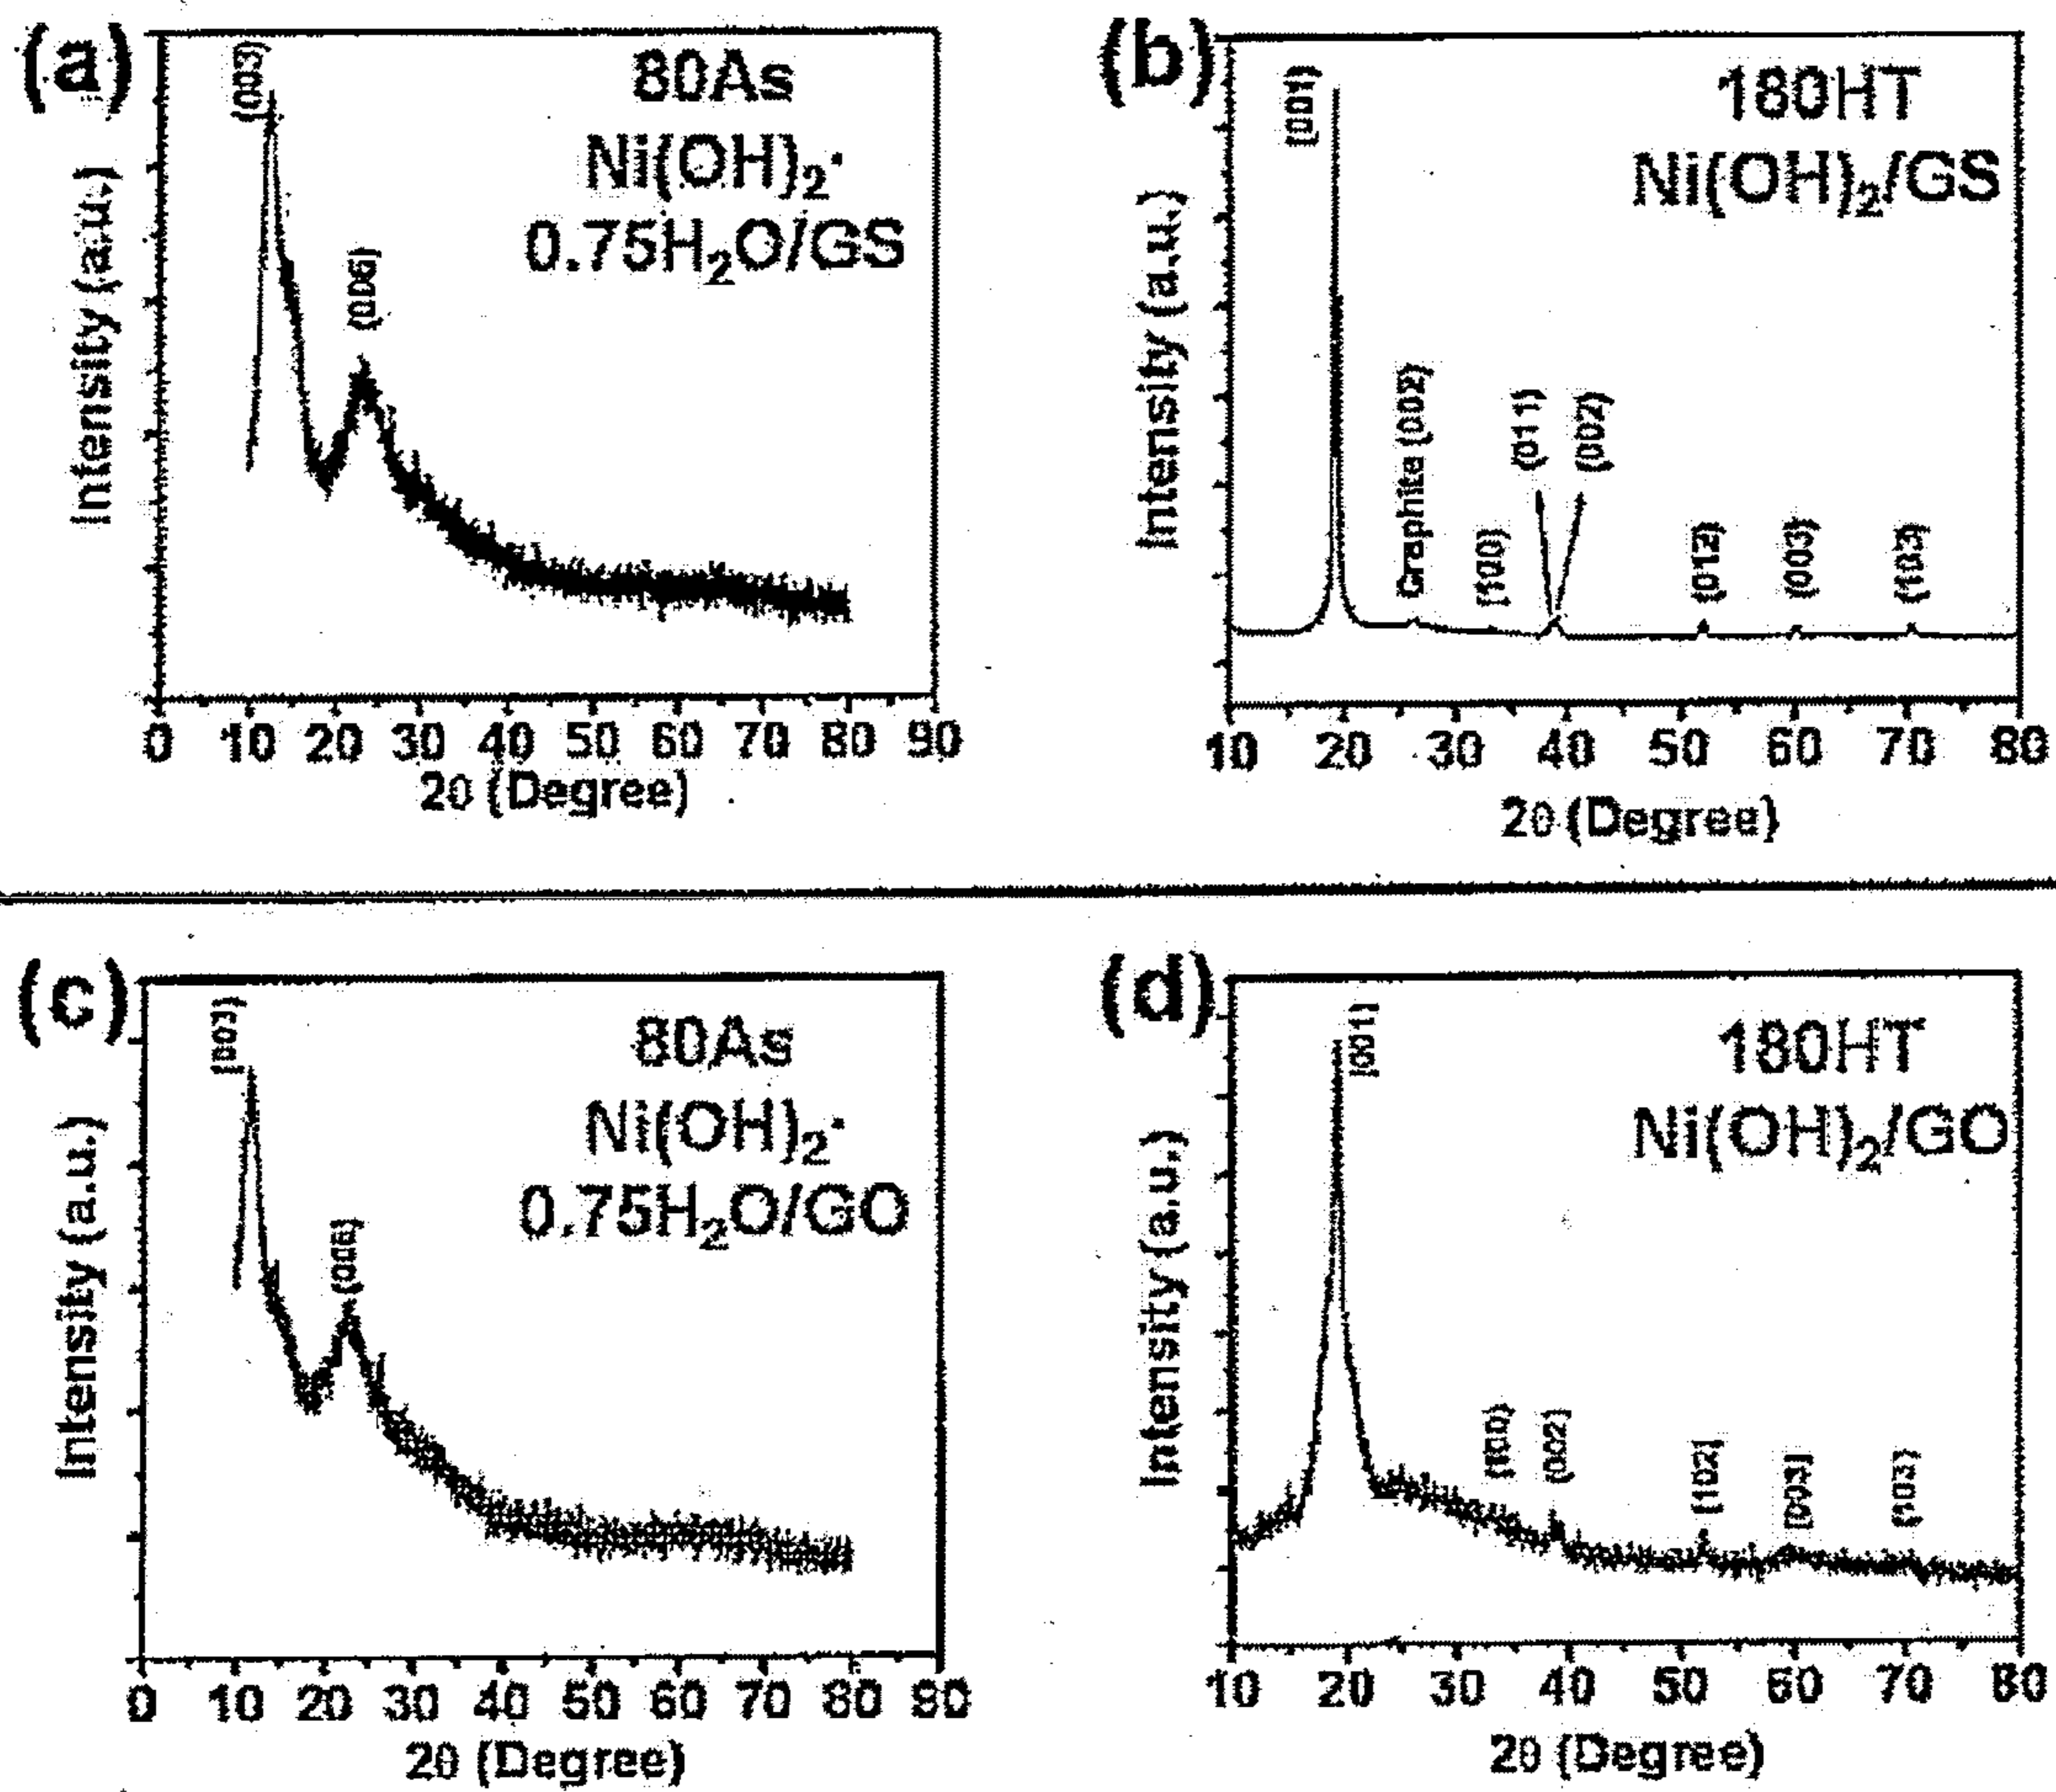 (a)
(003)
80As
Ni(OH)₂·
0.75H₂O/GS
(006)
Intensity (a.u.)
0 10 20 30 40 50 60 70 80 90
2θ (Degree)
(b)
(001)
180HT
Ni(OH)₂/GS
Intensity (a.u.)
Graphite (002)
(100)
(011)
(002)
(012)
(003)
(103)
10 20 30 40 50 60 70 80
2θ (Degree)
(c)
(003)
80As
Ni(OH)₂·
0.75H₂O/GO
(006)
Intensity (a.u.)
0 10 20 30 40 50 60 70 80 90
2θ (Degree)
(d)
(001)
180HT
Ni(OH)₂/GO
Intensity (a.u.)
(100)
(002)
(102)
(003)
(103)
10 20 30 40 50 60 70 80
2θ (Degree)